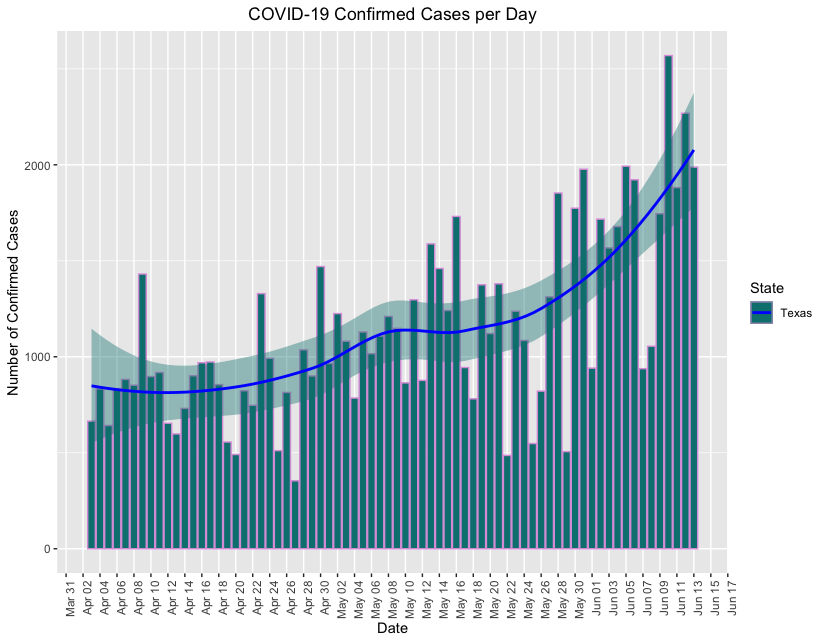 COVID-19 Confirmed Cases per Day
Number of Confirmed Cases
2000
1000
0
Mar 31
Apr 02
Apr 04
Apr 06
Apr 08
Apr 10
Apr 12
Apr 14
Apr 16
Apr 18
Apr 20
Apr 22
Apr 24
Apr 26
Apr 28
Apr 30
May 02
May 04
May 06
May 08
May 10
May 12
May 14
May 16
May 18
May 20
May 22
May 24
May 26
May 28
May 30
Jun 01
Jun 03
Jun 05
Jun 07
Jun 09
Jun 11
Jun 13
Jun 15
Jun 17
Date
State
Texas